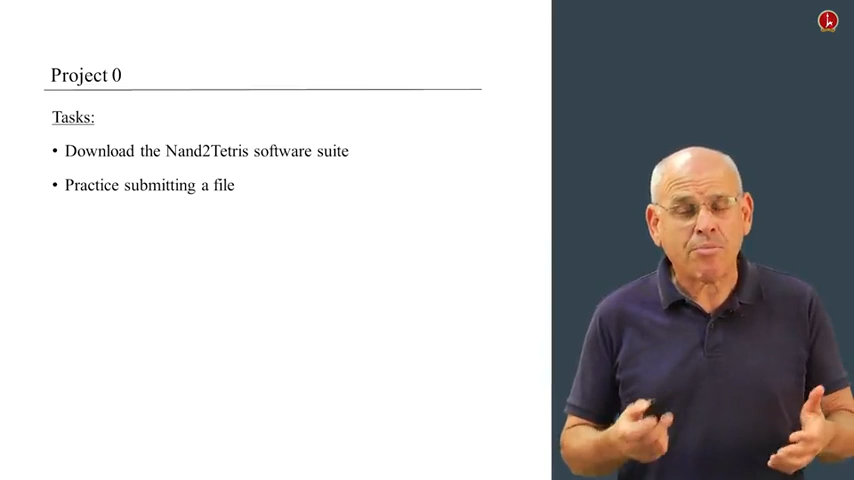 Project 0
Tasks:
• Download the Nand2Tetris software suite
• Practice submitting a file